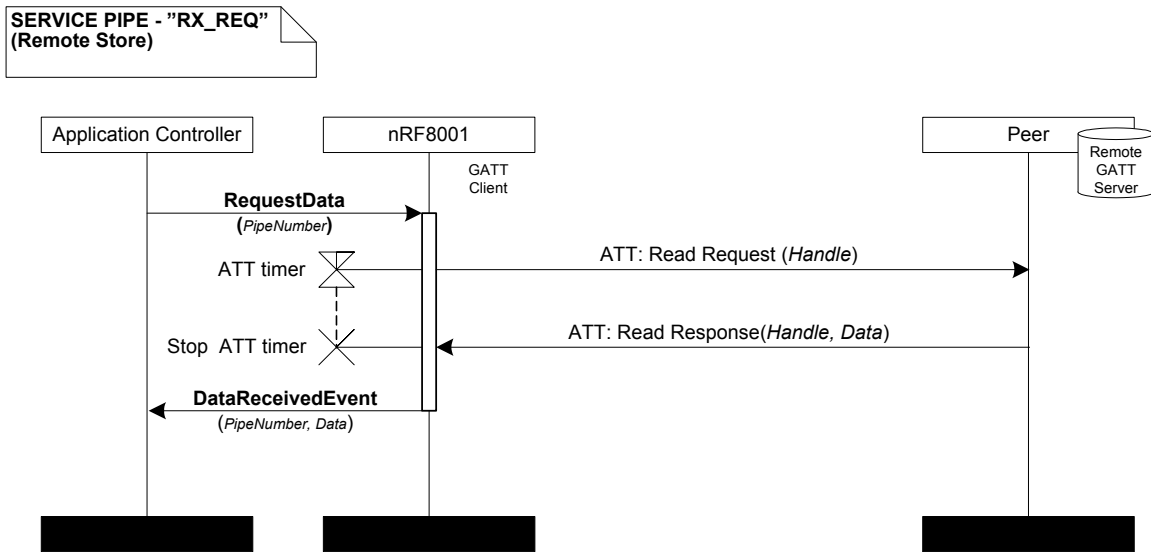 SERVICE PIPE - ”RX_REQ”
(Remote Store)
Application Controller
nRF8001
Peer
Remote
GATT
Server
GATT
Client
RequestData
(PipeNumber)
ATT timer
ATT: Read Request (Handle)
Stop ATT timer
ATT: Read Response(Handle, Data)
DataReceivedEvent
(PipeNumber, Data)